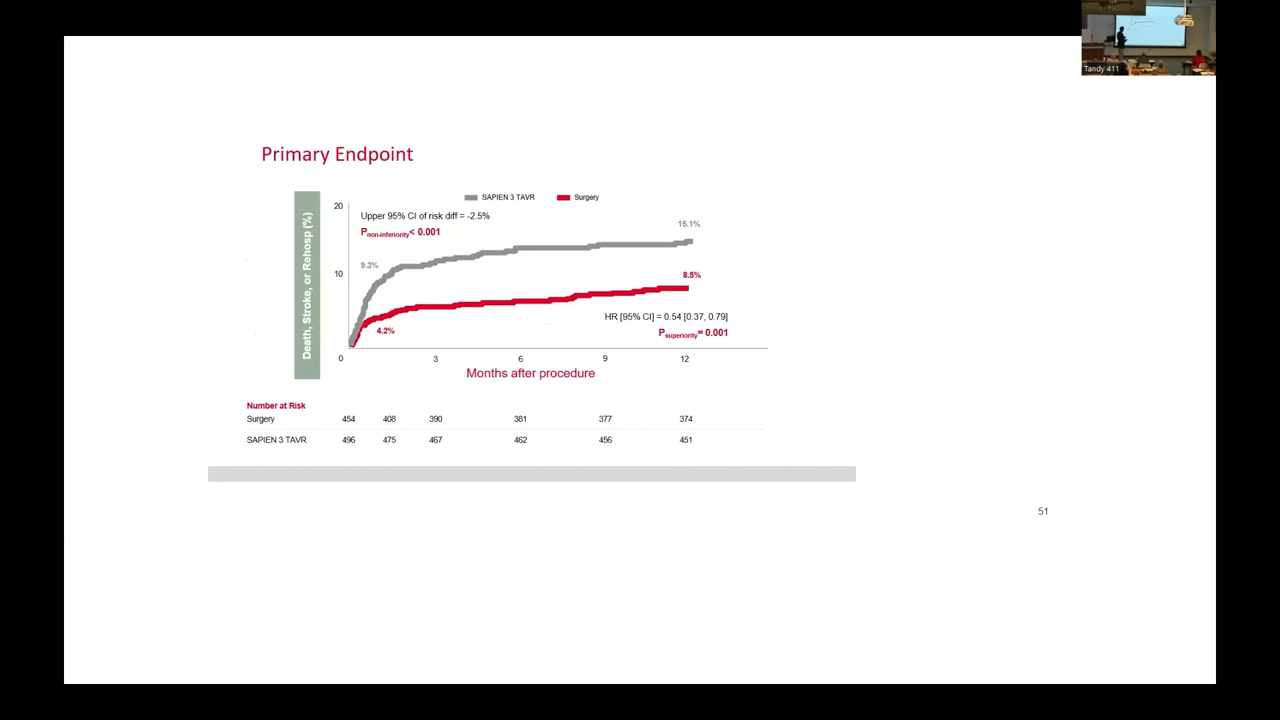 Tandy 411
Primary Endpoint
SAPIEN 3 TAVR Surgery
Death, Stroke, or Rehosp (%)
20
10
0
Upper 95% CI of risk diff = -2.5%
Pnon-inferiority< 0.001
15.1%
9.3%
8.5%
4.2%
HR [95% CI] = 0.54 [0.37, 0.79]
Psuperiority= 0.001
3 6 9 12
Months after procedure
Number at Risk
Surgery 454 408 390 381 377 374
SAPIEN 3 TAVR 496 475 467 462 456 451
51